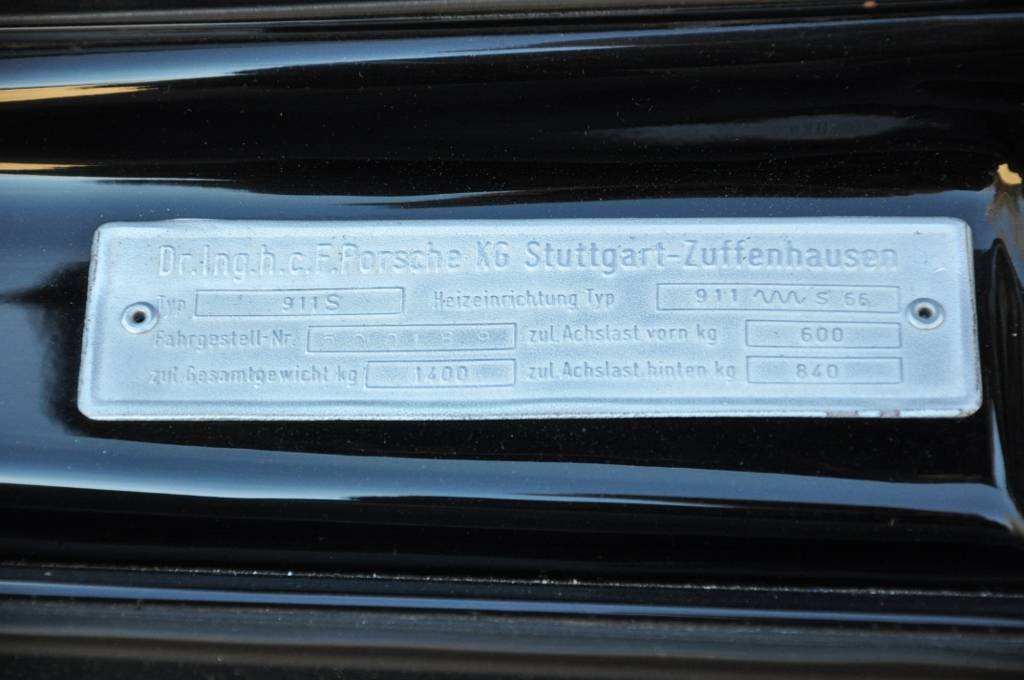 Dr.Ing.h.c.F.Porsche KG Stuttgart-Zuffenhausen
Typ 911S Heizeinrichtung Typ 911 S 66
Fahrgestell-Nr. zul.Achslast vorn kg 600
zul.Gesamtgewicht kg 1400 zul.Achslast hinten kg 840